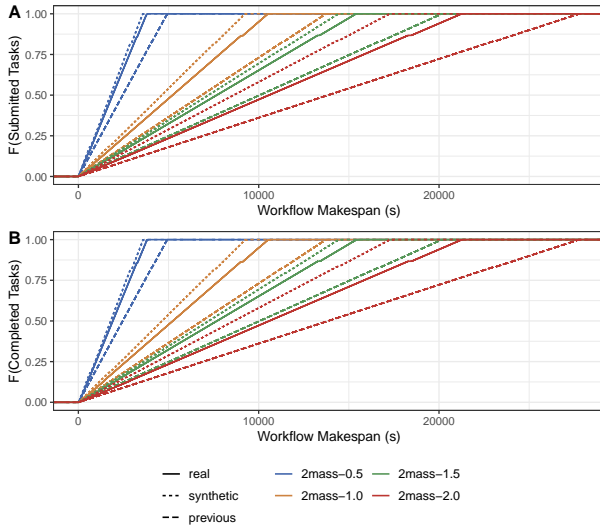 A
F(Submitted Tasks)
1.00
0.75
0.50
0.25
0.00
0
10000
20000
Workflow Makespan (s)
B
F(Completed Tasks)
1.00
0.75
0.50
0.25
0.00
0
10000
20000
Workflow Makespan (s)
real
2mass−0.5
2mass−1.5
synthetic
2mass−1.0
2mass−2.0
previous